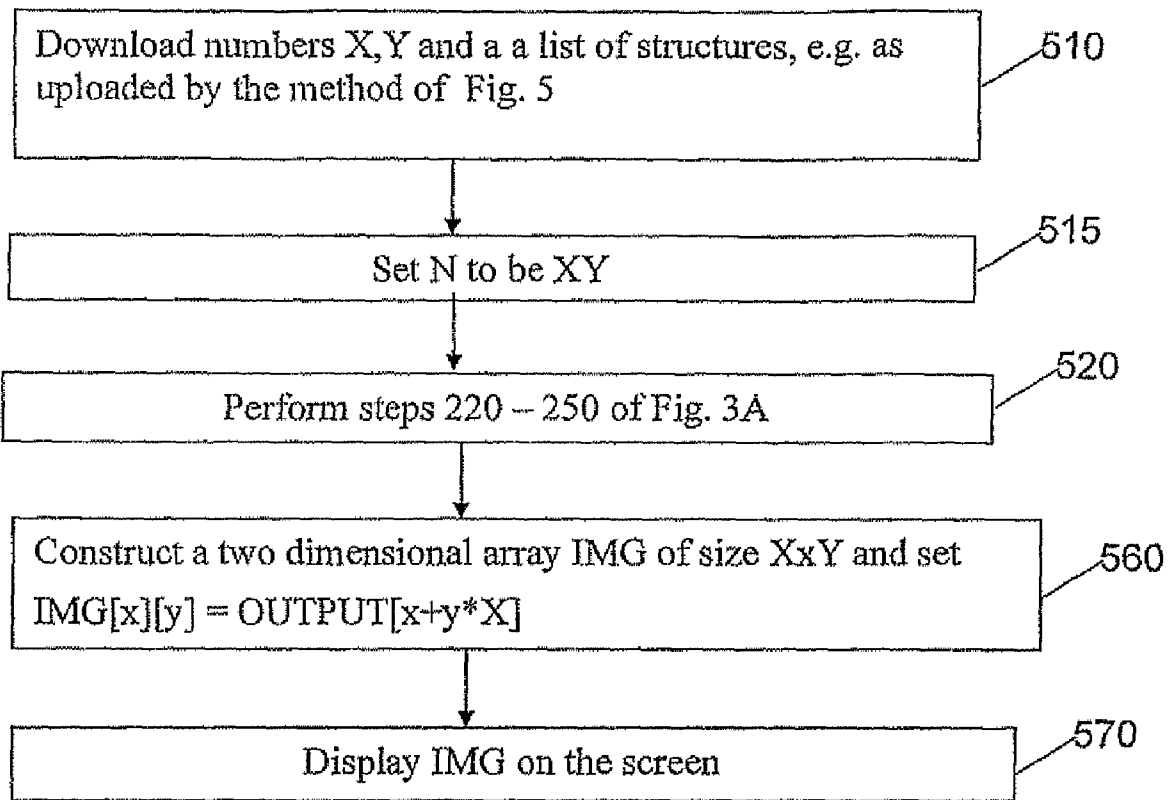 Download numbers X,Y and a a list of structures, e.g. as
uploaded by the method of Fig. 5
510
515
Set N to be XY
520
Perform steps 220 – 250 of Fig. 3A
Construct a two dimensional array IMG of size XxY and set
IMG[x][y] = OUTPUT[x+y*X]
560
570
Display IMG on the screen